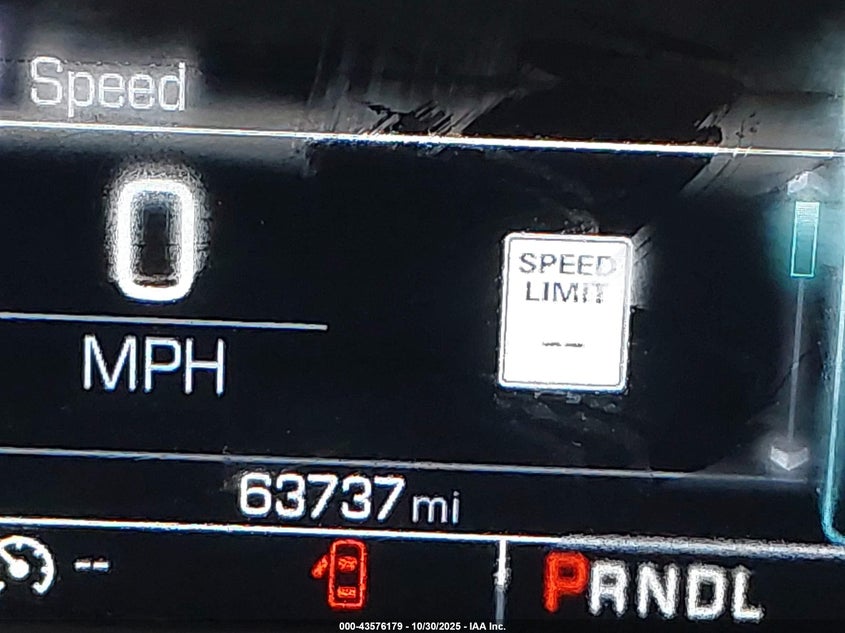 Speed
0
SPEED
LIMIT
--
MPH
63737 mi
--
PRNDL
000-43576179 - 10/30/2025 - IAA Inc.